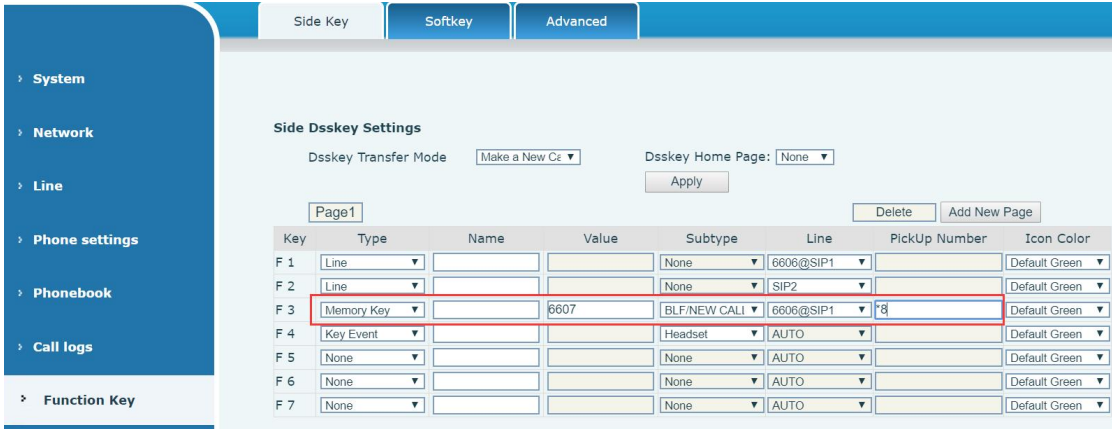 Side Key Softkey Advanced
System
Network
Line
Phone settings
Phonebook
Call logs
Function Key
Side Dsskey Settings
Dsskey Transfer Mode Make a New Ca Dsskey Home Page: None
Apply
Page1 Delete Add New Page
Key Type Name Value Subtype Line PickUp Number Icon Color
F 1 Line None 6606@SIP1 Default Green
F 2 Line None SIP2 Default Green
F 3 Memory Key 6607 BLF/NEW CALI 6606@SIP1 *8 Default Green
F 4 Key Event Headset AUTO Default Green
F 5 None None AUTO Default Green
F 6 None None AUTO Default Green
F 7 None None AUTO Default Green